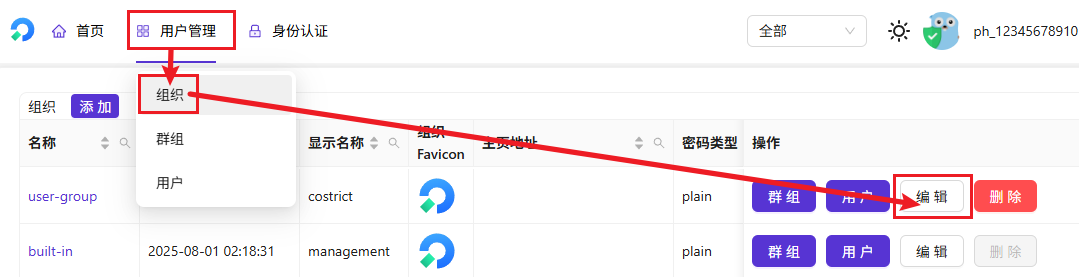 首页 用户管理 身份认证 全部 ph_12345678910
组织
组织 添 加
群组
用户
名称 显示名称 组织 Favicon 主页地址 密码类型 操作
user-group costrict plain 群 组 用 户 编 辑 删 除
built-in 2025-08-01 02:18:31 management plain 群 组 用 户 编 辑 删 除